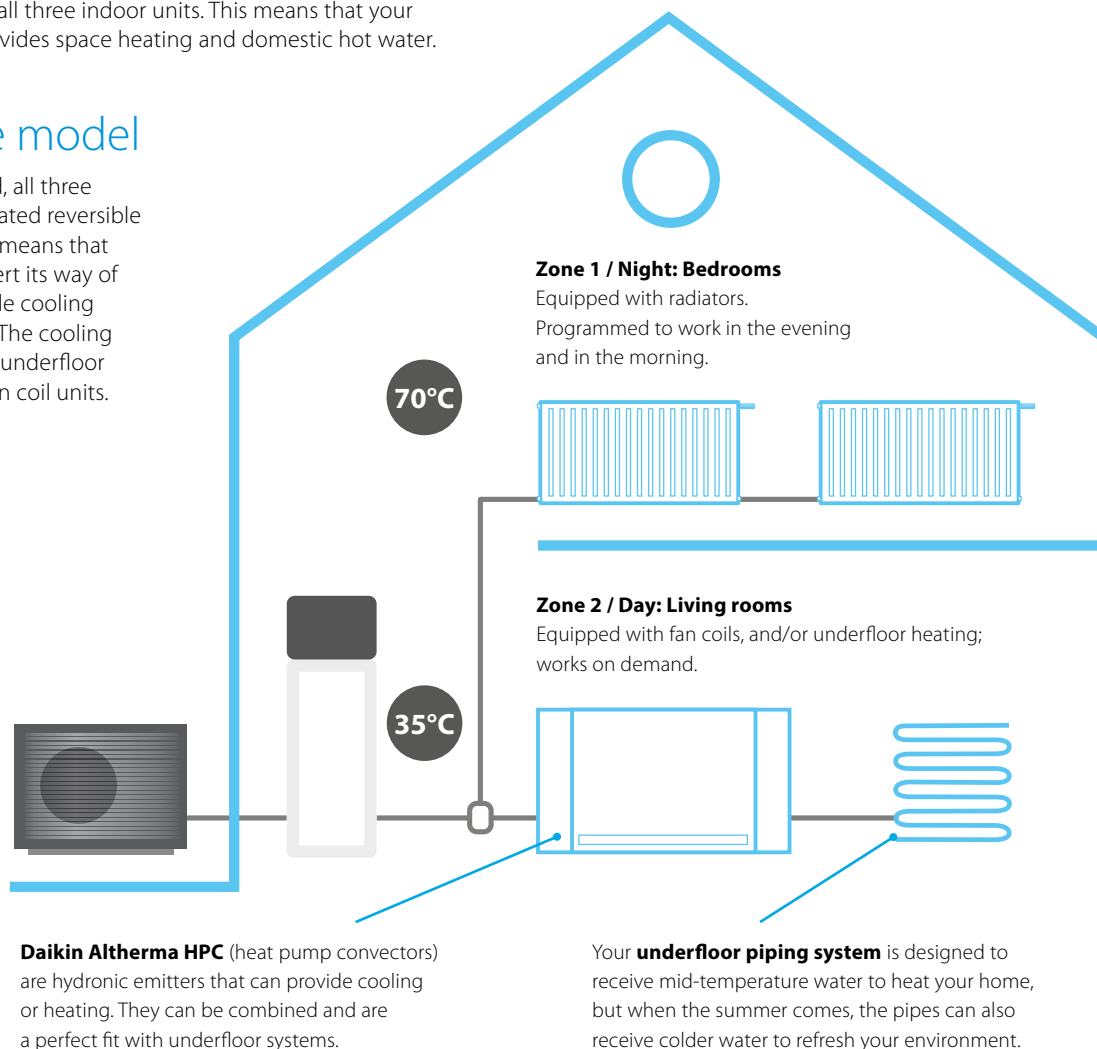 all three indoor units. This means that your
vides space heating and domestic hot water.
e model
, all three
ated reversible
means that
ert its way of
le cooling
The cooling
underfloor
n coil units.
Zone 1 / Night: Bedrooms
Equipped with radiators.
Programmed to work in the evening
and in the morning.
70°C
Zone 2 / Day: Living rooms
Equipped with fan coils, and/or underfloor heating;
works on demand.
35°C
Daikin Altherma HPC (heat pump convectors)
are hydronic emitters that can provide cooling
or heating. They can be combined and are
a perfect fit with underfloor systems.
Your underfloor piping system is designed to
receive mid-temperature water to heat your home,
but when the summer comes, the pipes can also
receive colder water to refresh your environment.